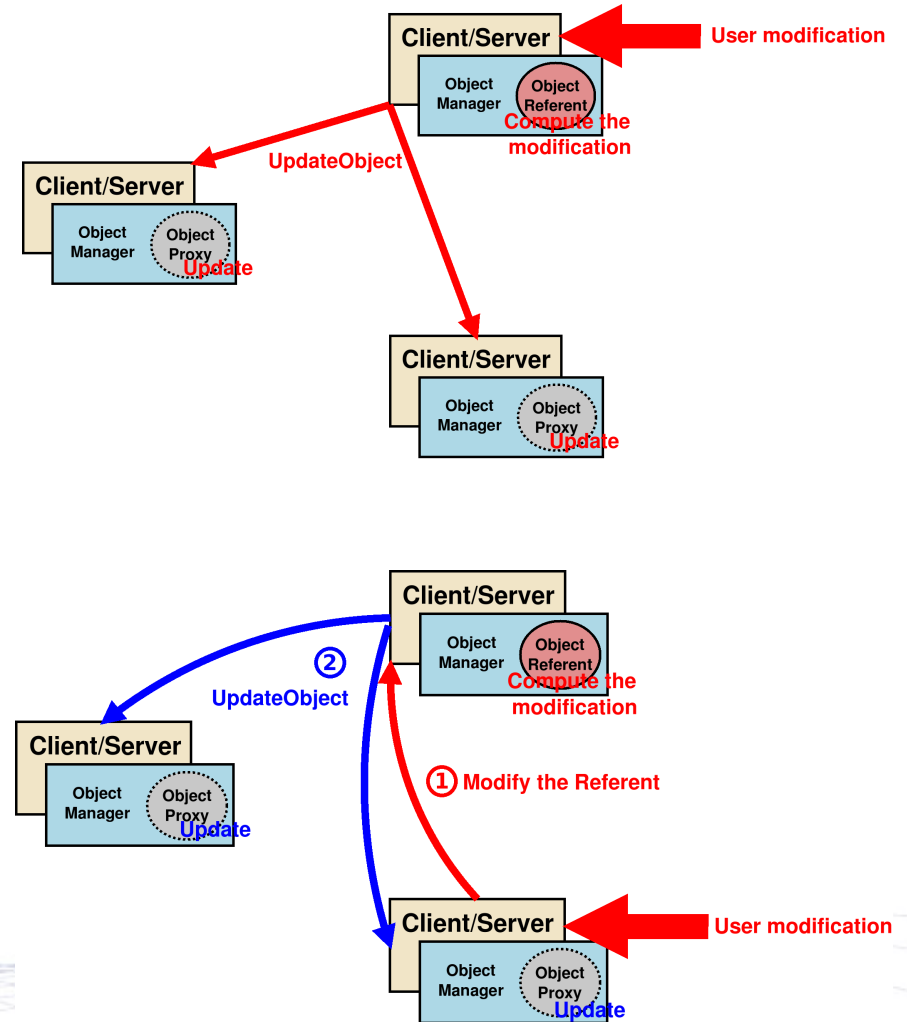 Client/Server
User modification
Object
Manager
Object
Referent
Compute the
modification
UpdateObject
Client/Server
Object
Manager
Object
Proxy
Update
Client/Server
Object
Manager
Object
Proxy
Update
Client/Server
Object
Manager
Object
Referent
Compute the
modification
2
UpdateObject
Client/Server
Object
Manager
Object
Proxy
Update
1 Modify the Referent
Client/Server
User modification
Object
Manager
Object
Proxy
Update